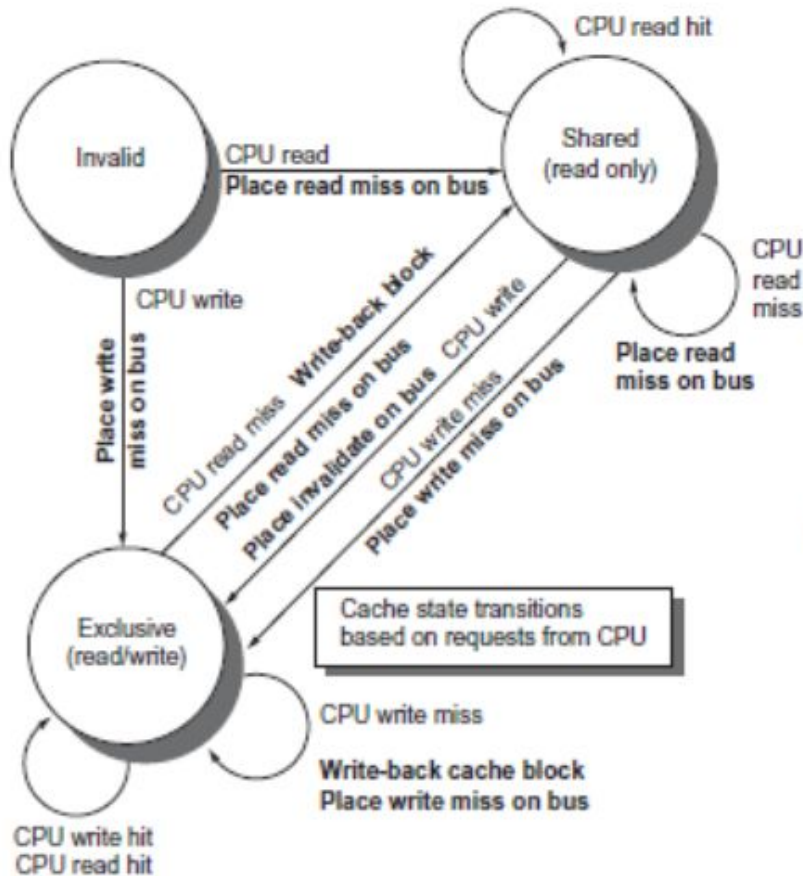 CPU read hit
Invalid
Shared
(read only)
CPU read
Place read miss on bus
CPU write
Place write
miss on bus
CPU
read
miss
Place read
miss on bus
CPU read miss Write-back block
Place read miss on bus
Place invalidate on bus CPU write
CPU write miss
Place write miss on bus
Exclusive
(read/write)
Cache state transitions
based on requests from CPU
CPU write miss
Write-back cache block
Place write miss on bus
CPU write hit
CPU read hit